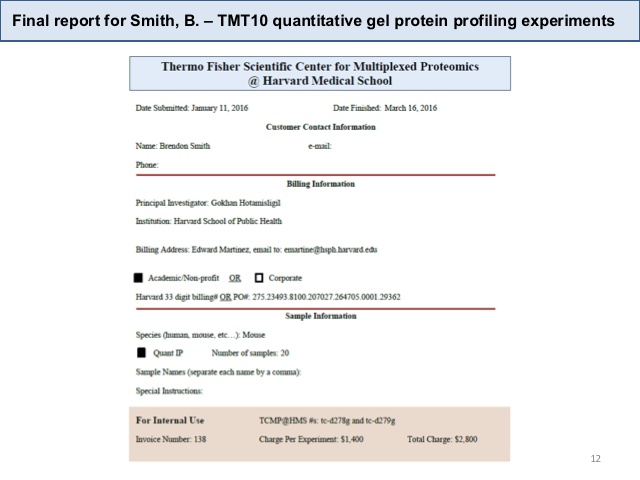 Final report for Smith, B. – TMT10 quantitative gel protein profiling experiments
Thermo Fisher Scientific Center for Multiplexed Proteomics
@ Harvard Medical School
Date Submitted: January 11, 2016 Date Finished: March 16, 2016
Customer Contact Information
Name: Brendon Smith e-mail:
Phone:
Billing Information
Principal Investigator: Gokhan Hotamisligil
Institution: Harvard School of Public Health
Billing Address: Edward Martinez, email to: emartine@hsph.harvard.edu
Academic/Non-profit OR Corporate
Harvard 33 digit billing# OR PO#: 275.23493.8100.207027.264705.0001.29362
Sample Information
Species (human, mouse, etc…): Mouse
Quant IP Number of samples: 20
Sample Names (separate each name by a comma):
Special Instructions:
For Internal Use TCMP@HMS #s: tc-d278g and tc-d279g
Invoice Number: 138 Charge Per Experiment: $1,400 Total Charge: $2,800
12